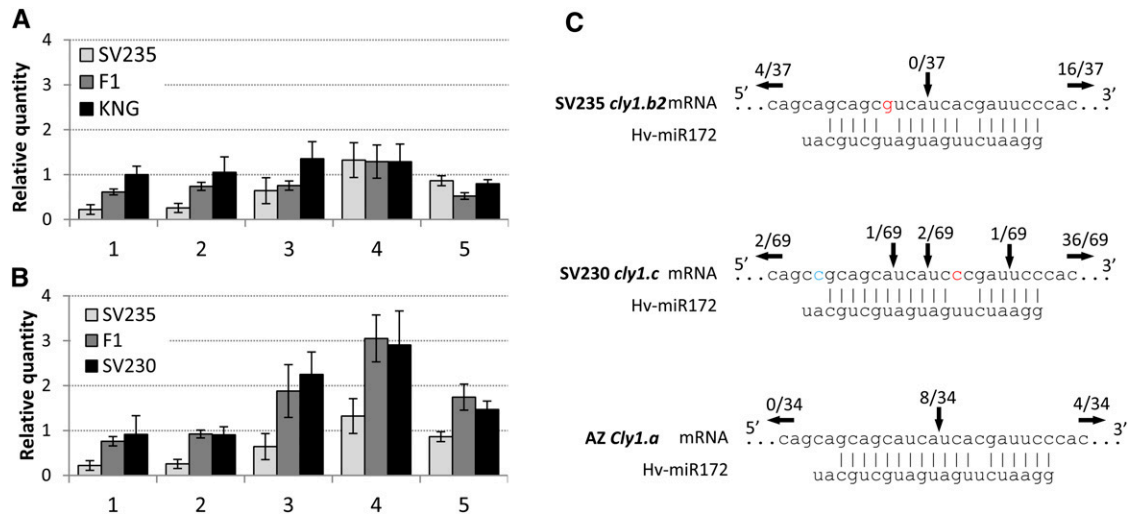 A
Relative quantity
4
3
2
1
0
SV235
F1
KNG
1 2 3 4 5
B
Relative quantity
4
3
2
1
0
SV235
F1
SV230
1 2 3 4 5
C
4/37 0/37 16/37
5’ 3’
SV235 cly1.b2 mRNA ...cagcagcagcgucaucacgauucccac...
Hv-miR172 uacgucguaguaguucuaagg
2/69 1/69 2/69 1/69 36/69
5’ 3’
SV230 cly1.c mRNA ...cagccgcagcaucauccccgauucccac...
Hv-miR172 uacgucguaguaguucuaagg
0/34 8/34 4/34
5’ 3’
AZ Cly1.a mRNA ...cagcagcagcaucaucacgauucccac...
Hv-miR172 uacgucguaguaguucuaagg